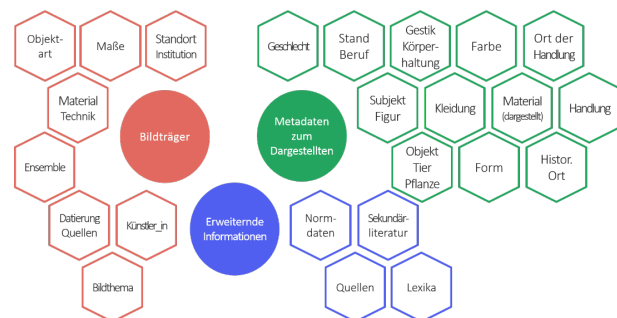 Objekt-
art
Maße
Standort
Institution
Material
Technik
Bildträger
Ensemble
Datierung
Quellen
Künstler_in
Bildthema
Geschlecht
Stand
Beruf
Gestik
Körper-
haltung
Farbe
Ort der
Handlung
Metadaten
zum
Dargestellten
Subjekt
Figur
Kleidung
Material
(dargestellt)
Handlung
Objekt
Tier
Pflanze
Form
Histor.
Ort
Erweiternde
Informationen
Norm-
daten
Sekundär-
literatur
Quellen
Lexika